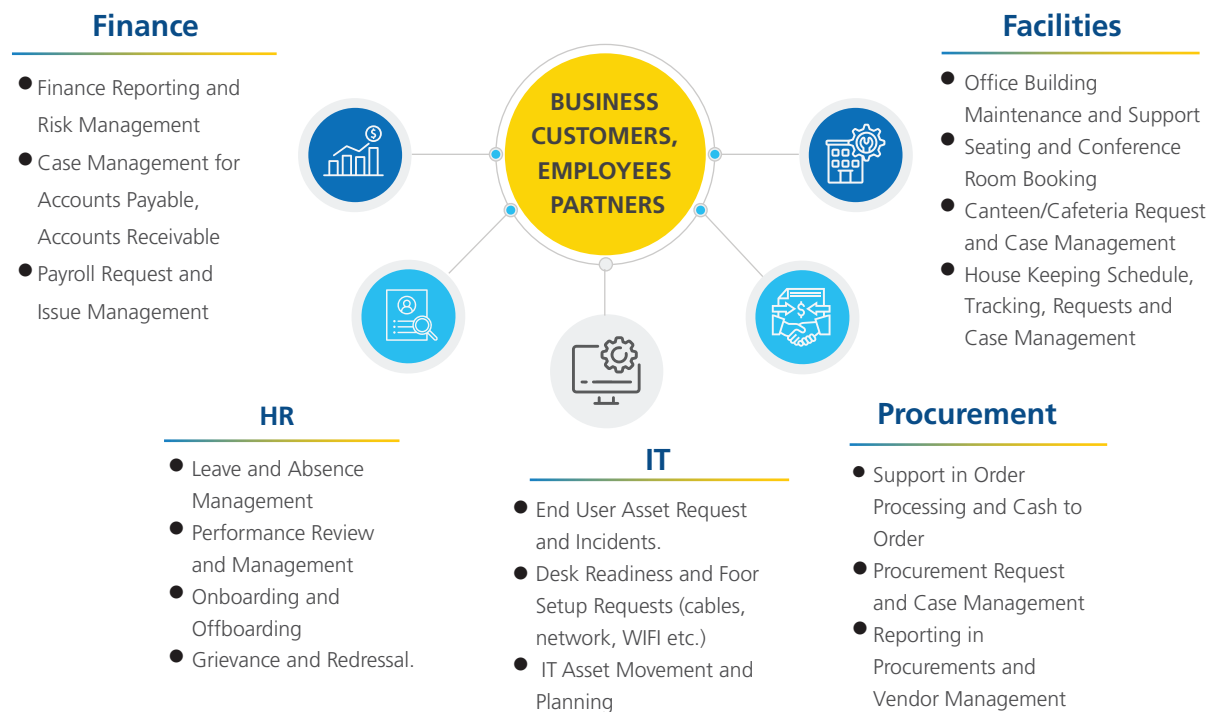 Finance
Finance Reporting and
Risk Management
Case Management for
Accounts Payable,
Accounts Receivable
Payroll Request and
Issue Management
BUSINESS
CUSTOMERS,
EMPLOYEES
PARTNERS
Facilities
Office Building
Maintenance and Support
Seating and Conference
Room Booking
Canteen/Cafeteria Request
and Case Management
House Keeping Schedule,
Tracking, Requests and
Case Management
HR
Leave and Absence
Management
Performance Review
and Management
Onboarding and
Offboarding
Grievance and Redressal.
IT
End User Asset Request
and Incidents.
Desk Readiness and Foor
Setup Requests (cables,
network, WIFI etc.)
IT Asset Movement and
Planning
Procurement
Support in Order
Processing and Cash to
Order
Procurement Request
and Case Management
Reporting in
Procurements and
Vendor Management